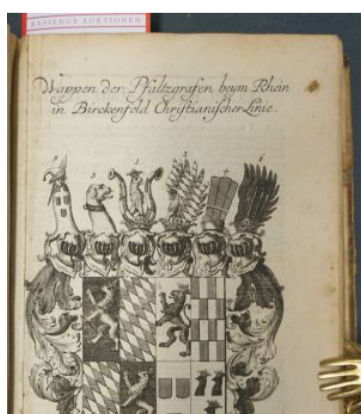 BASSENGE AUKTIONEN
Wappen der Pfaltzgrafen beym Rhein
in Birckenfeld Chriſtianiſcher Linie.